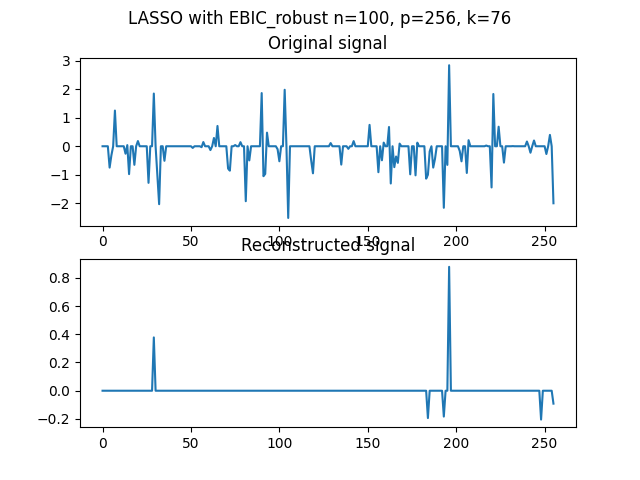 LASSO with EBIC_robust n=100, p=256, k=76
Original signal
3
2
1
0
−1
−2
0 50 100 150 200 250
Reconstructed signal
0.8
0.6
0.4
0.2
0.0
−0.2
0 50 100 150 200 250